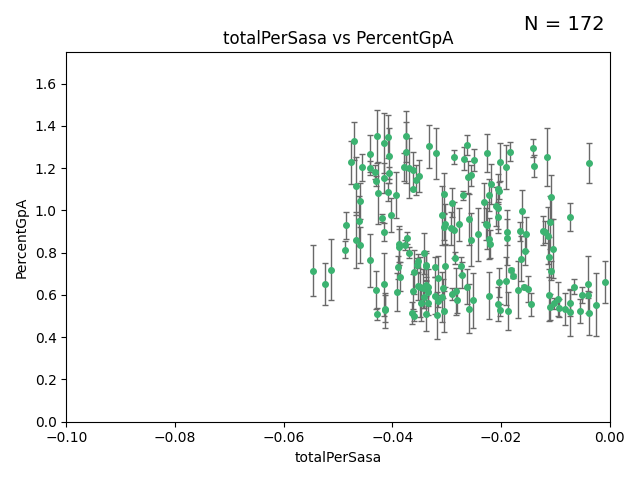 N = 172
totalPerSasa vs PercentGpA
PercentGpA
1.6
1.4
1.2
1.0
0.8
0.6
0.4
0.2
0.0
−0.10 −0.08 −0.06 −0.04 −0.02 0.00
totalPerSasa